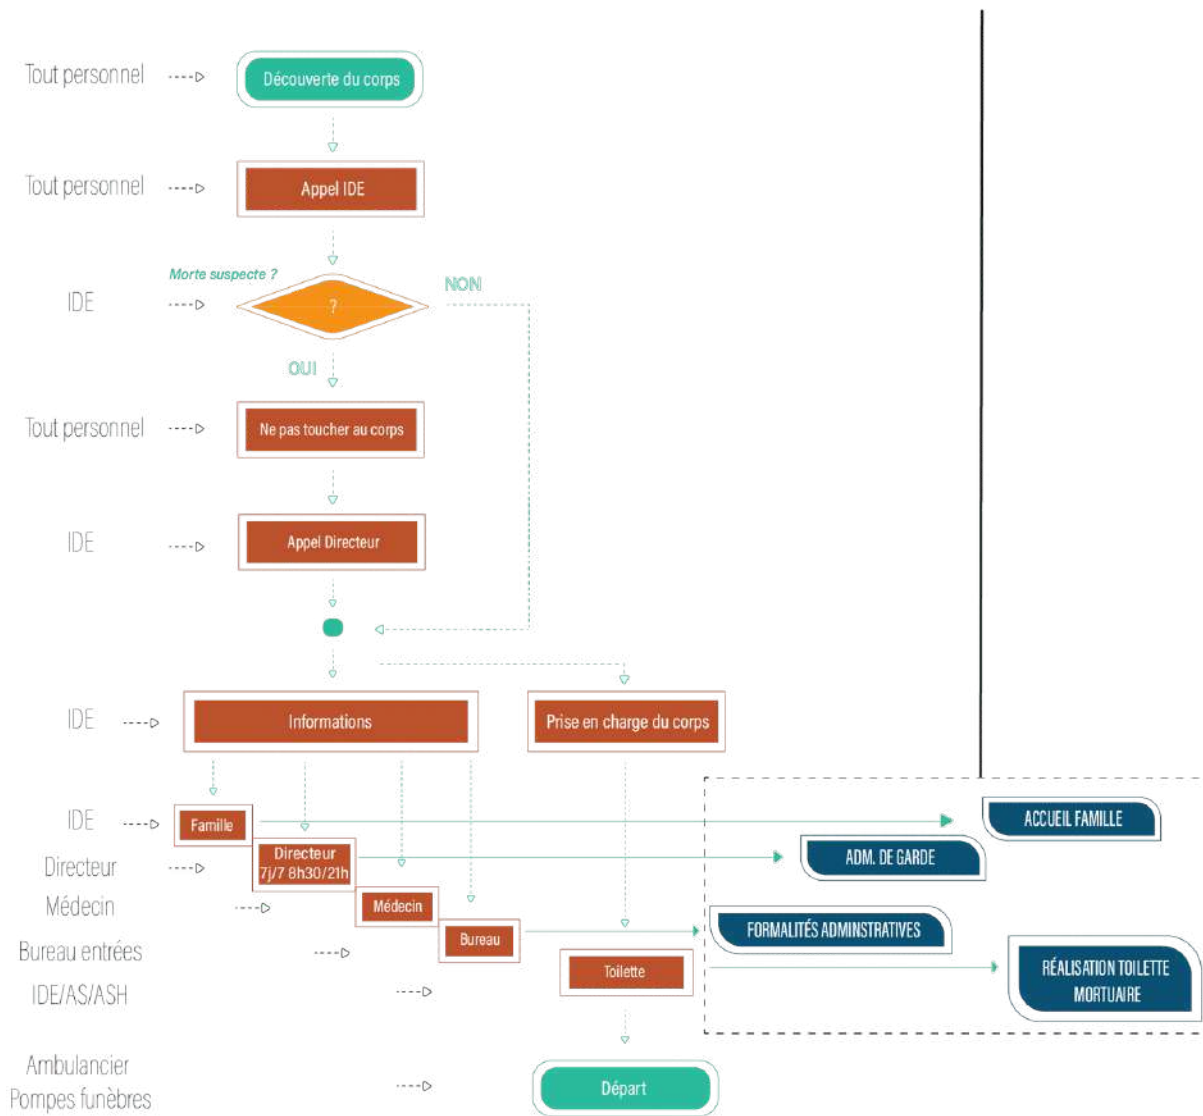 Tout personnel
Découverte du corps
Tout personnel
Appel IDE
Morte suspecte ?
NON
IDE
?
OUI
Tout personnel
Ne pas toucher au corps
IDE
Appel Directeur
IDE
Informations
Prise en charge du corps
IDE
Famille
ACCUEIL FAMILLE
Directeur
Directeur
7j/7 8h30/21h
ADM. DE GARDE
Médecin
Médecin
Bureau entrées
Bureau
FORMALITÉS ADMINSTRATIVES
IDE/AS/ASH
Toilette
RÉALISATION TOILETTE
MORTUAIRE
Ambulancier
Pompes funèbres
Départ